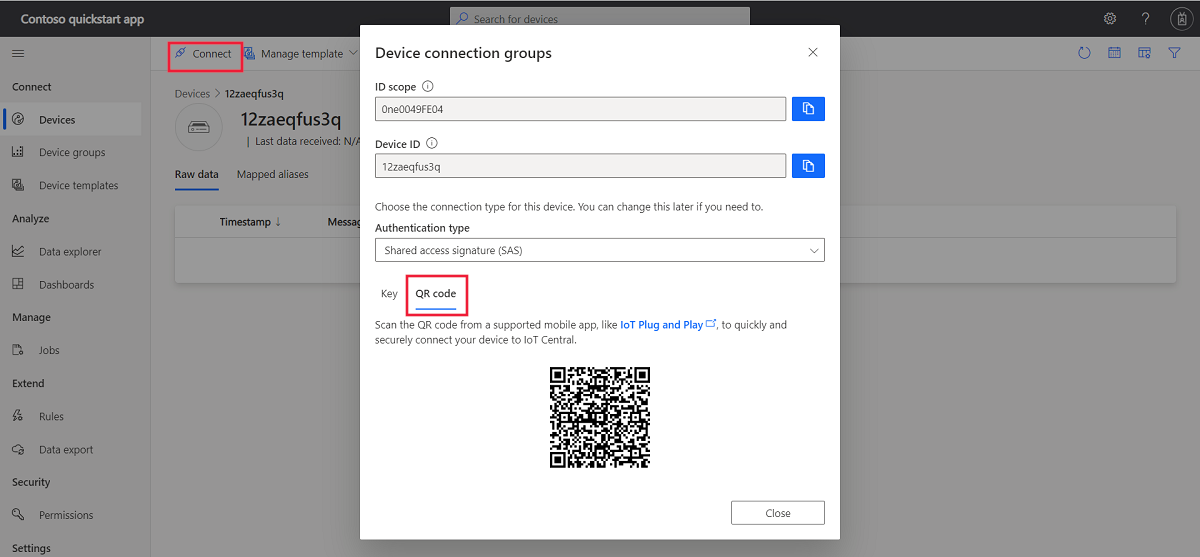 Contoso quickstart app
Search for devices
Connect
Manage template
Connect
Devices
Device groups
Device templates
Analyze
Data explorer
Dashboards
Manage
Jobs
Extend
Rules
Data export
Security
Permissions
Settings
Devices > 12zaeqfus3q
12zaeqfus3q
Last data received: N/A
Raw data
Mapped aliases
Timestamp ↓
Messag
Device connection groups
ID scope
0ne0049FE04
Device ID
12zaeqfus3q
Choose the connection type for this device. You can change this later if you need to.
Authentication type
Shared access signature (SAS)
Key
QR code
Scan the QR code from a supported mobile app, like IoT Plug and Play, to quickly and
securely connect your device to IoT Central.
Close